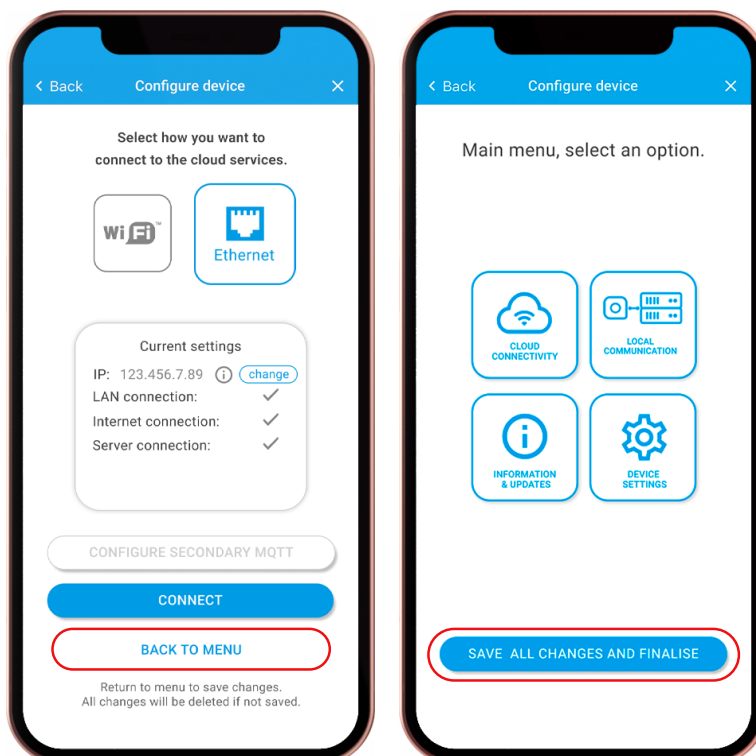 Back
Configure device
Select how you want to
connect to the cloud services.
WiFi™
Ethernet
Current settings
IP: 123.456.7.89 i change
LAN connection:
Internet connection:
Server connection:
CONFIGURE SECONDARY MQTT
CONNECT
BACK TO MENU
Return to menu to save changes.
All changes will be deleted if not saved.
Back
Configure device
Main menu, select an option.
CLOUD
CONNECTIVITY
LOCAL
COMMUNICATION
i
INFORMATION
& UPDATES
DEVICE
SETTINGS
SAVE ALL CHANGES AND FINALISE